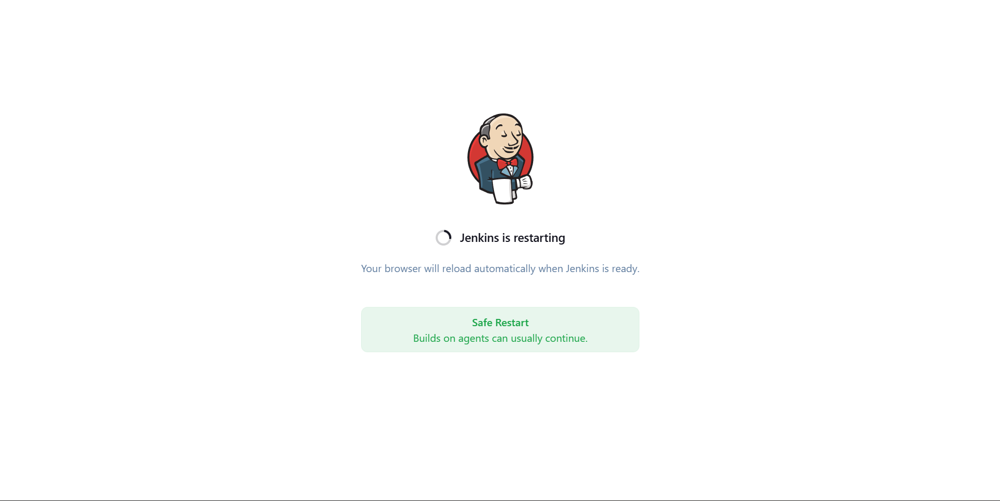 Jenkins is restarting
Your browser will reload automatically when Jenkins is ready.
Safe Restart
Builds on agents can usually continue.